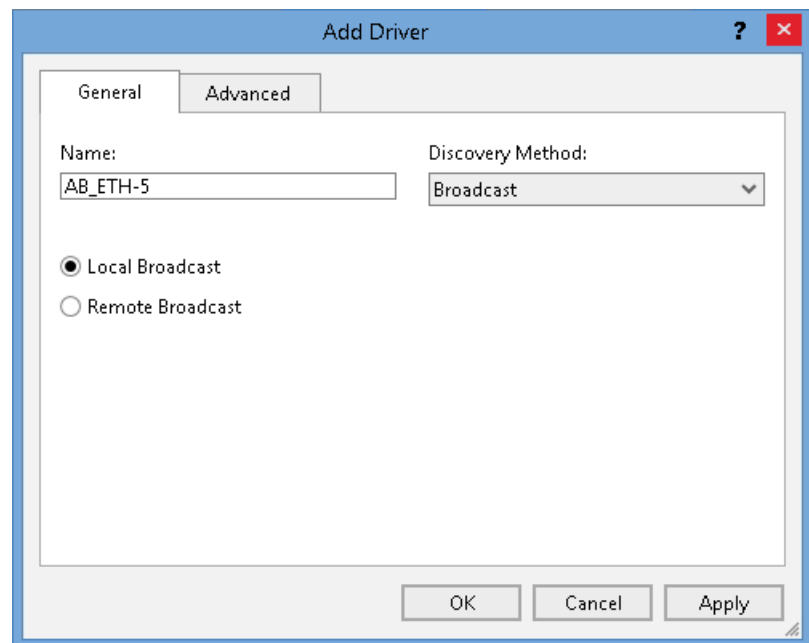 Add Driver
?
General Advanced
Name: Discovery Method:
AB_ETH-5 Broadcast
Local Broadcast
Remote Broadcast
OK Cancel Apply